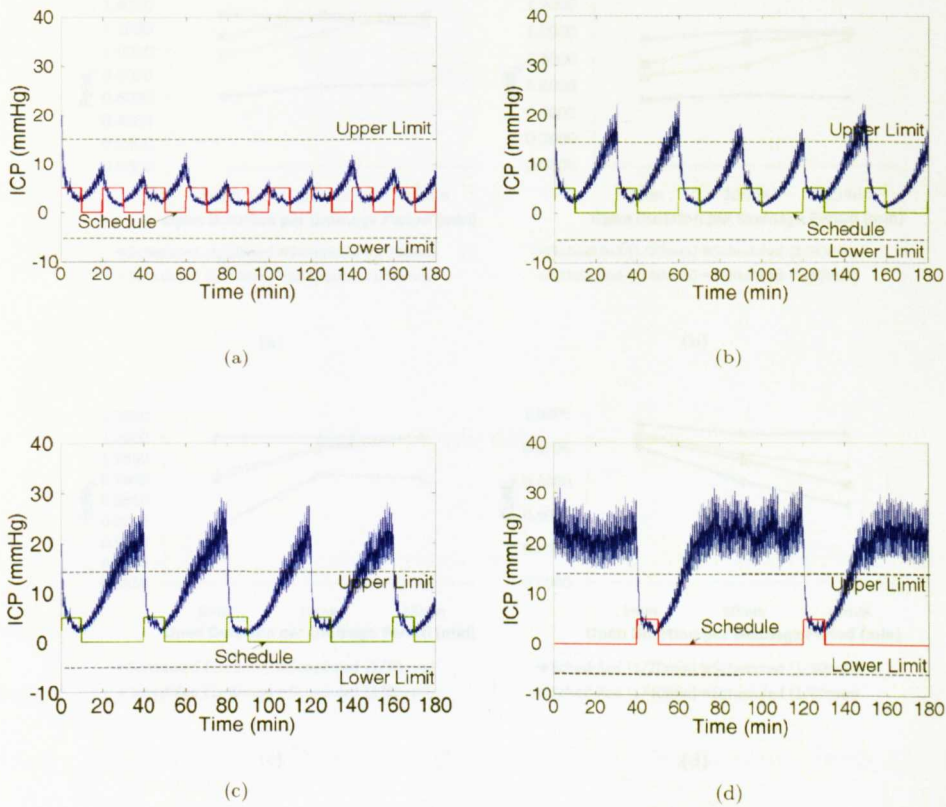 40
30
20
10
0
-10
ICP (mmHg)
Upper Limit
Schedule
Lower Limit
0 20 40 60 80 100 120 140 160 180
Time (min)
(a)
40
30
20
10
0
-10
ICP (mmHg)
Upper Limit
Schedule
Lower Limit
0 20 40 60 80 100 120 140 160 180
Time (min)
(b)
40
30
20
10
0
-10
ICP (mmHg)
Upper Limit
Schedule
Lower Limit
0 20 40 60 80 100 120 140 160 180
Time (min)
(c)
40
30
20
10
0
-10
ICP (mmHg)
Upper Limit
Schedule
Lower Limit
0 20 40 60 80 100 120 140 160 180
Time (min)
(d)